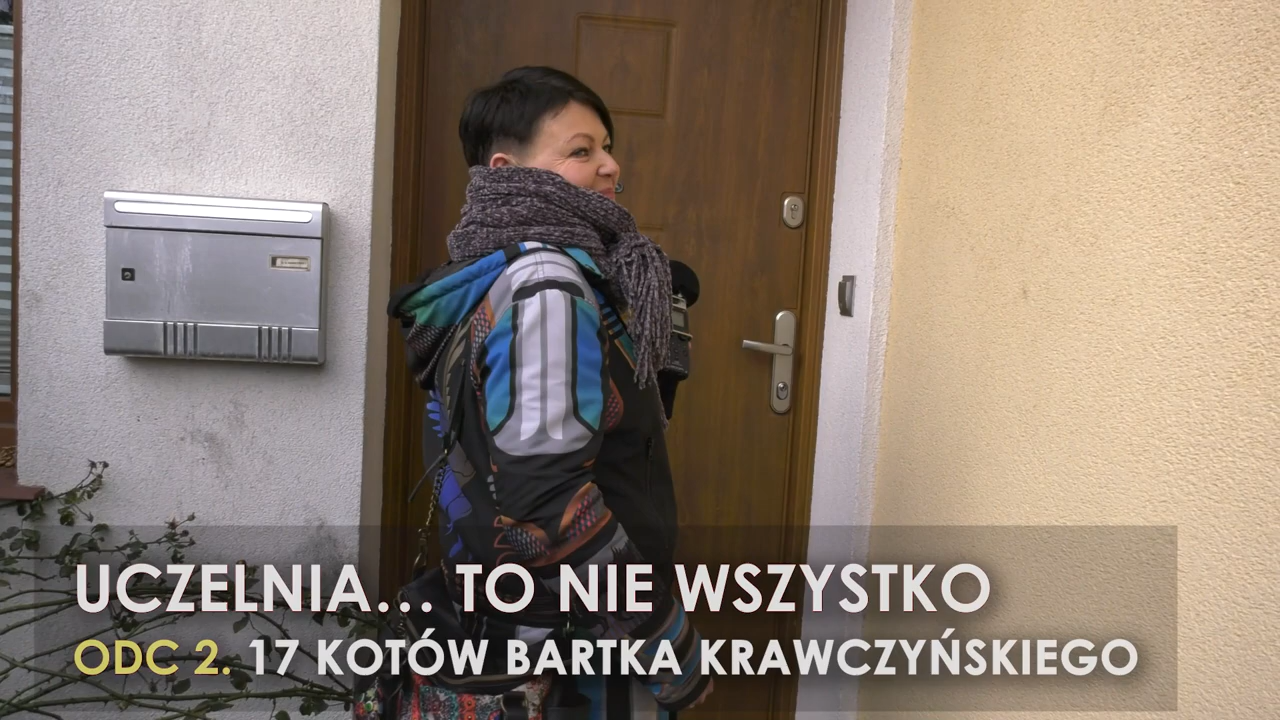 UCZELNIA... TO NIE WSZYSTKO
ODC 2. 17 KOTÓW BARTKA KRAWCZYŃSKIEGO